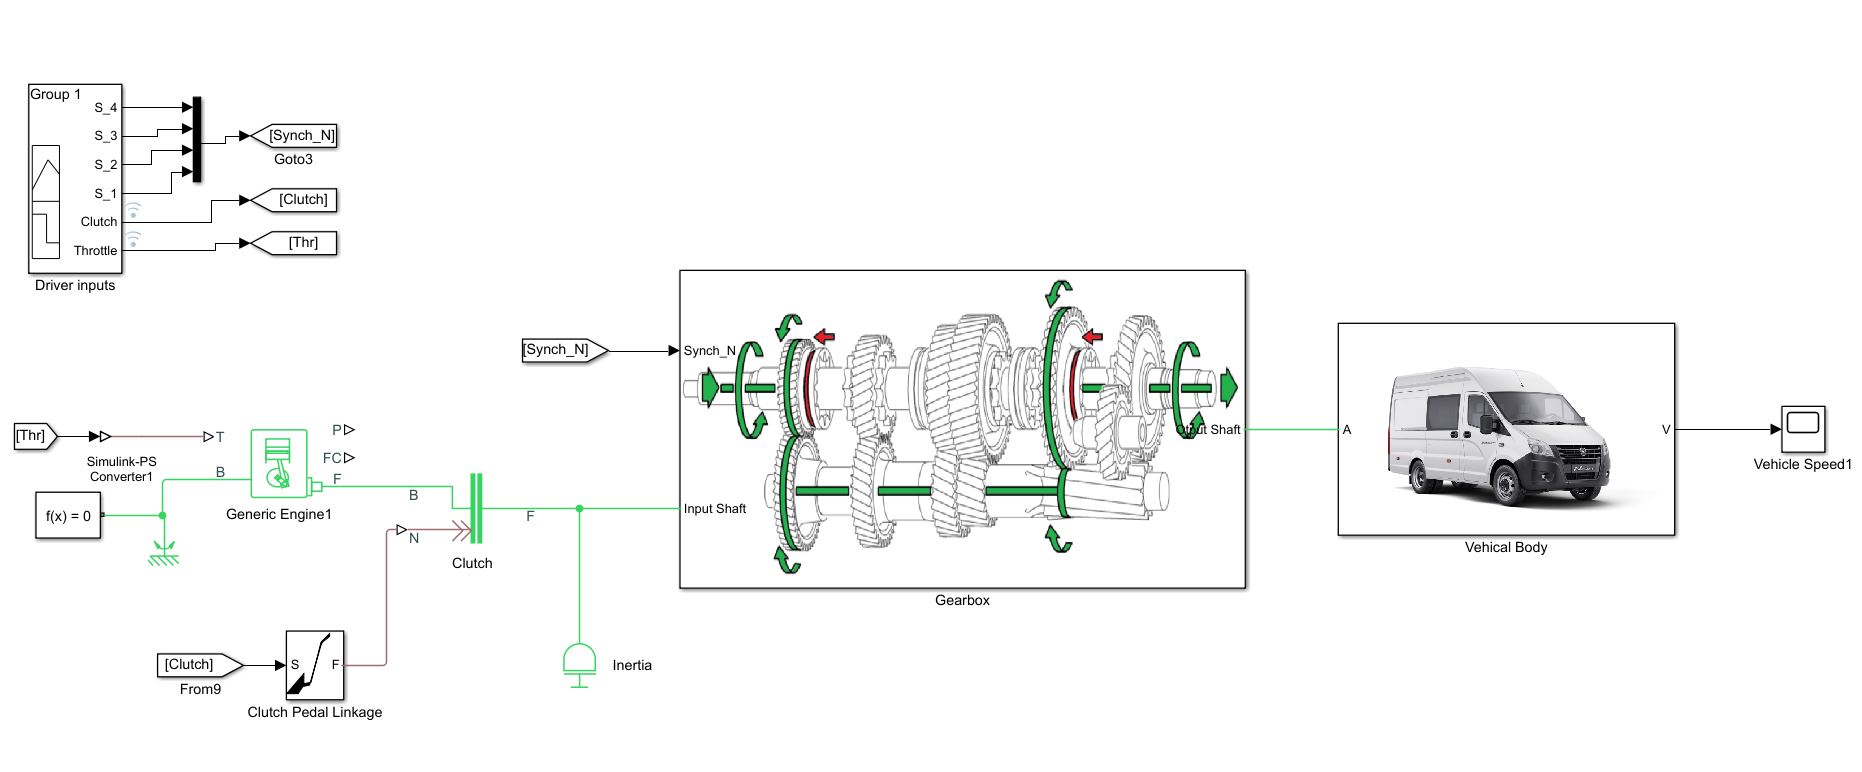 Group 1
S_4
S_3
S_2
S_1
Clutch
Throttle
Driver inputs
[Synch_N]
Goto3
[Clutch]
[Thr]
[Synch_N]
Synch_N
Input Shaft
Otput Shaft
Gearbox
A
V
Vehical Body
Vehicle Speed1
[Thr]
Simulink-PS
Converter1
T
B
P
FC
F
Generic Engine1
f(x) = 0
B
N
F
Clutch
[Clutch]
From9
S
F
Clutch Pedal Linkage
Inertia